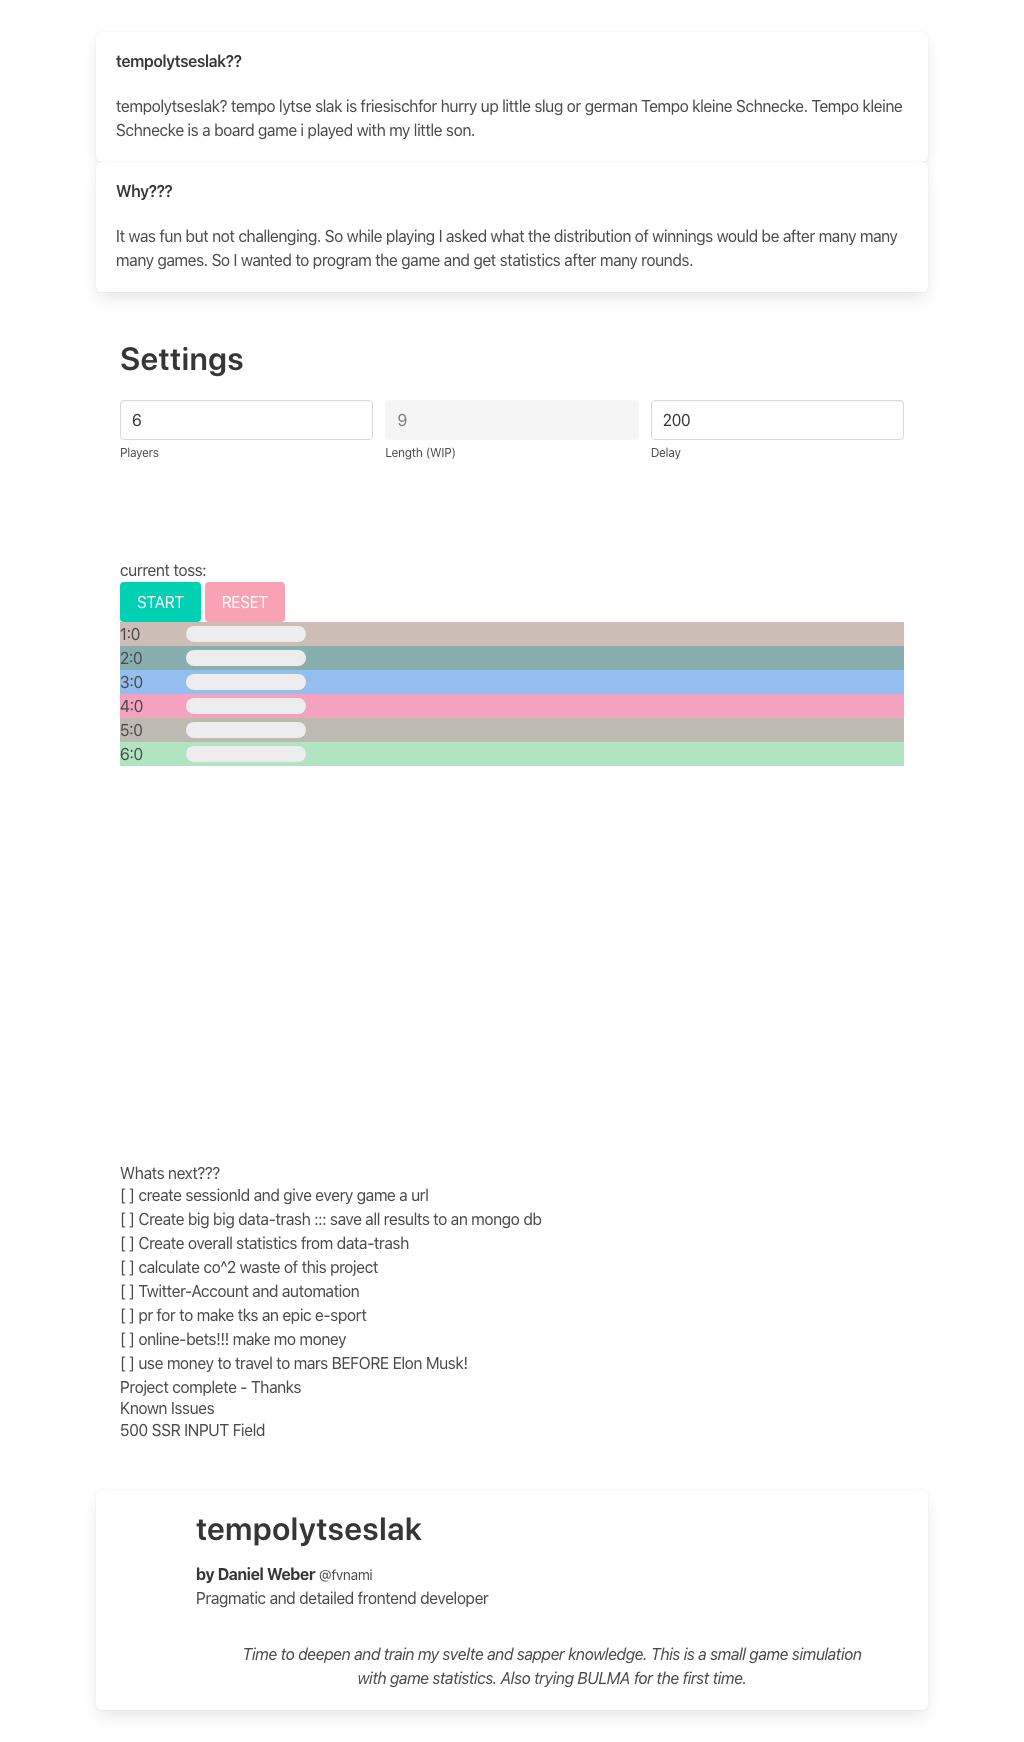 tempolytseslak??
tempolytseslak? tempo lytse slak is friesischfor hurry up little slug or german Tempo kleine Schnecke. Tempo kleine
Schnecke is a board game i played with my little son.
Why???
It was fun but not challenging. So while playing I asked what the distribution of winnings would be after many many
many games. So I wanted to program the game and get statistics after many rounds.
Settings
6 9 200
Players Length (WIP) Delay
current toss:
START RESET
1:0
2:0
3:0
4:0
5:0
6:0
Whats next???
[ ] create sessionId and give every game a url
[ ] Create big big data-trash ::: save all results to an mongo db
[ ] Create overall statistics from data-trash
[ ] calculate co^2 waste of this project
[ ] Twitter-Account and automation
[ ] pr for to make tks an epic e-sport
[ ] online-bets!!! make mo money
[ ] use money to travel to mars BEFORE Elon Musk!
Project complete - Thanks
Known Issues
500 SSR INPUT Field
tempolytseslak
by Daniel Weber @fvnami
Pragmatic and detailed frontend developer
Time to deepen and train my svelte and sapper knowledge. This is a small game simulation
with game statistics. Also trying BULMA for the first time.